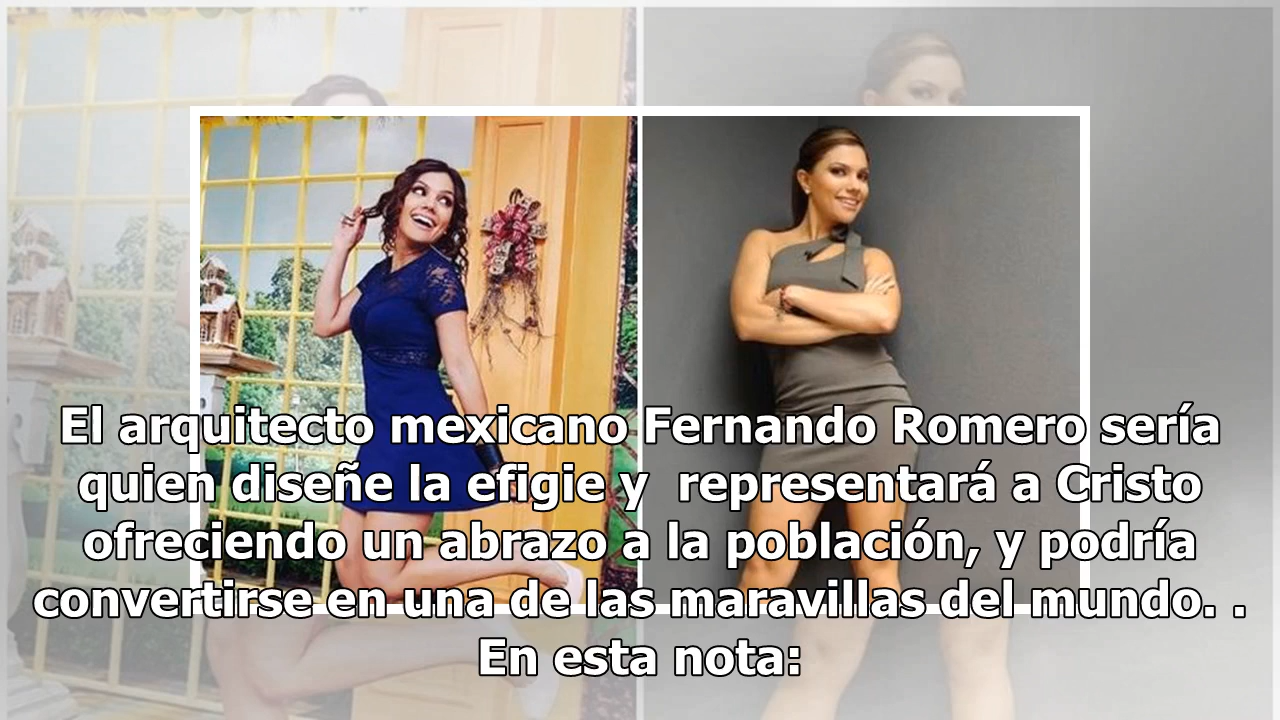 El arquitecto mexicano Fernando Romero sería
quien diseñe la efigie y  representará a Cristo
ofreciendo un abrazo a la población, y podría
convertirse en una de las maravillas del mundo. .
En esta nota: